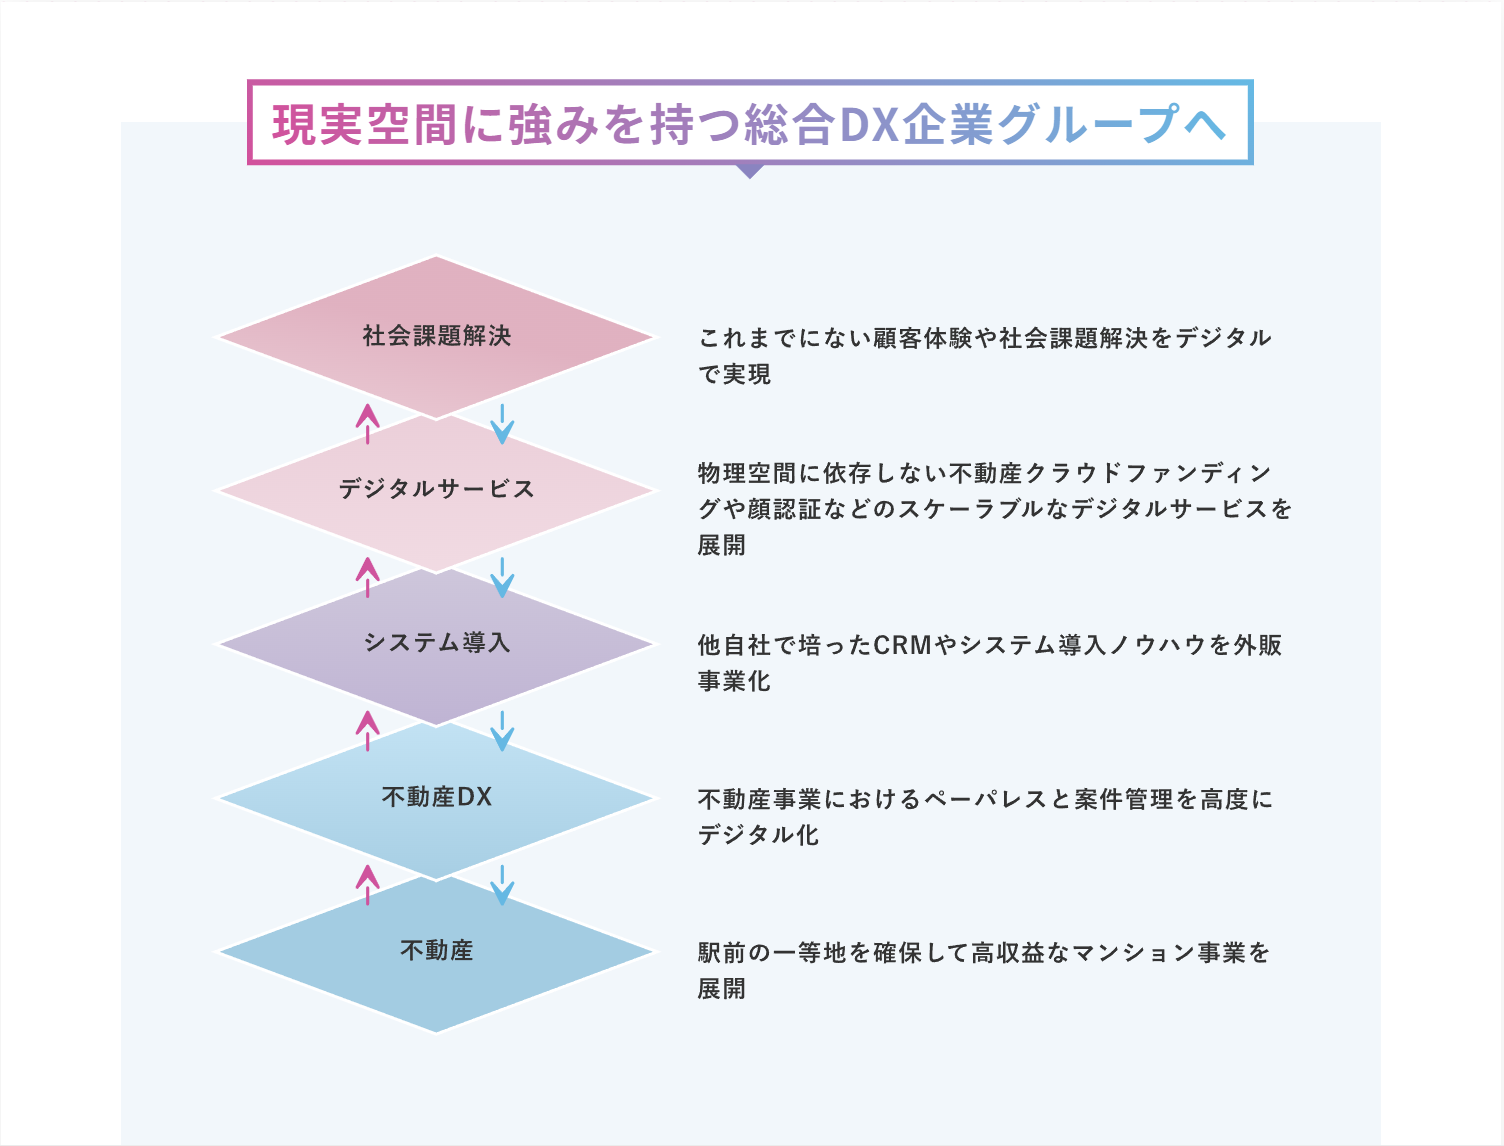 現実空間に強みを持つ総合DX企業グループへ
社会課題解決
これまでにない顧客体験や社会課題解決をデジタル
で実現
デジタルサービス
物理空間に依存しない不動産クラウドファンディン
グや顔認証などのスケーラブルなデジタルサービスを
展開
システム導入
他自社で培ったCRMやシステム導入ノウハウを外販
事業化
不動産DX
不動産事業におけるペーパレスと案件管理を高度に
デジタル化
不動産
駅前の一等地を確保して高収益なマンション事業を
展開